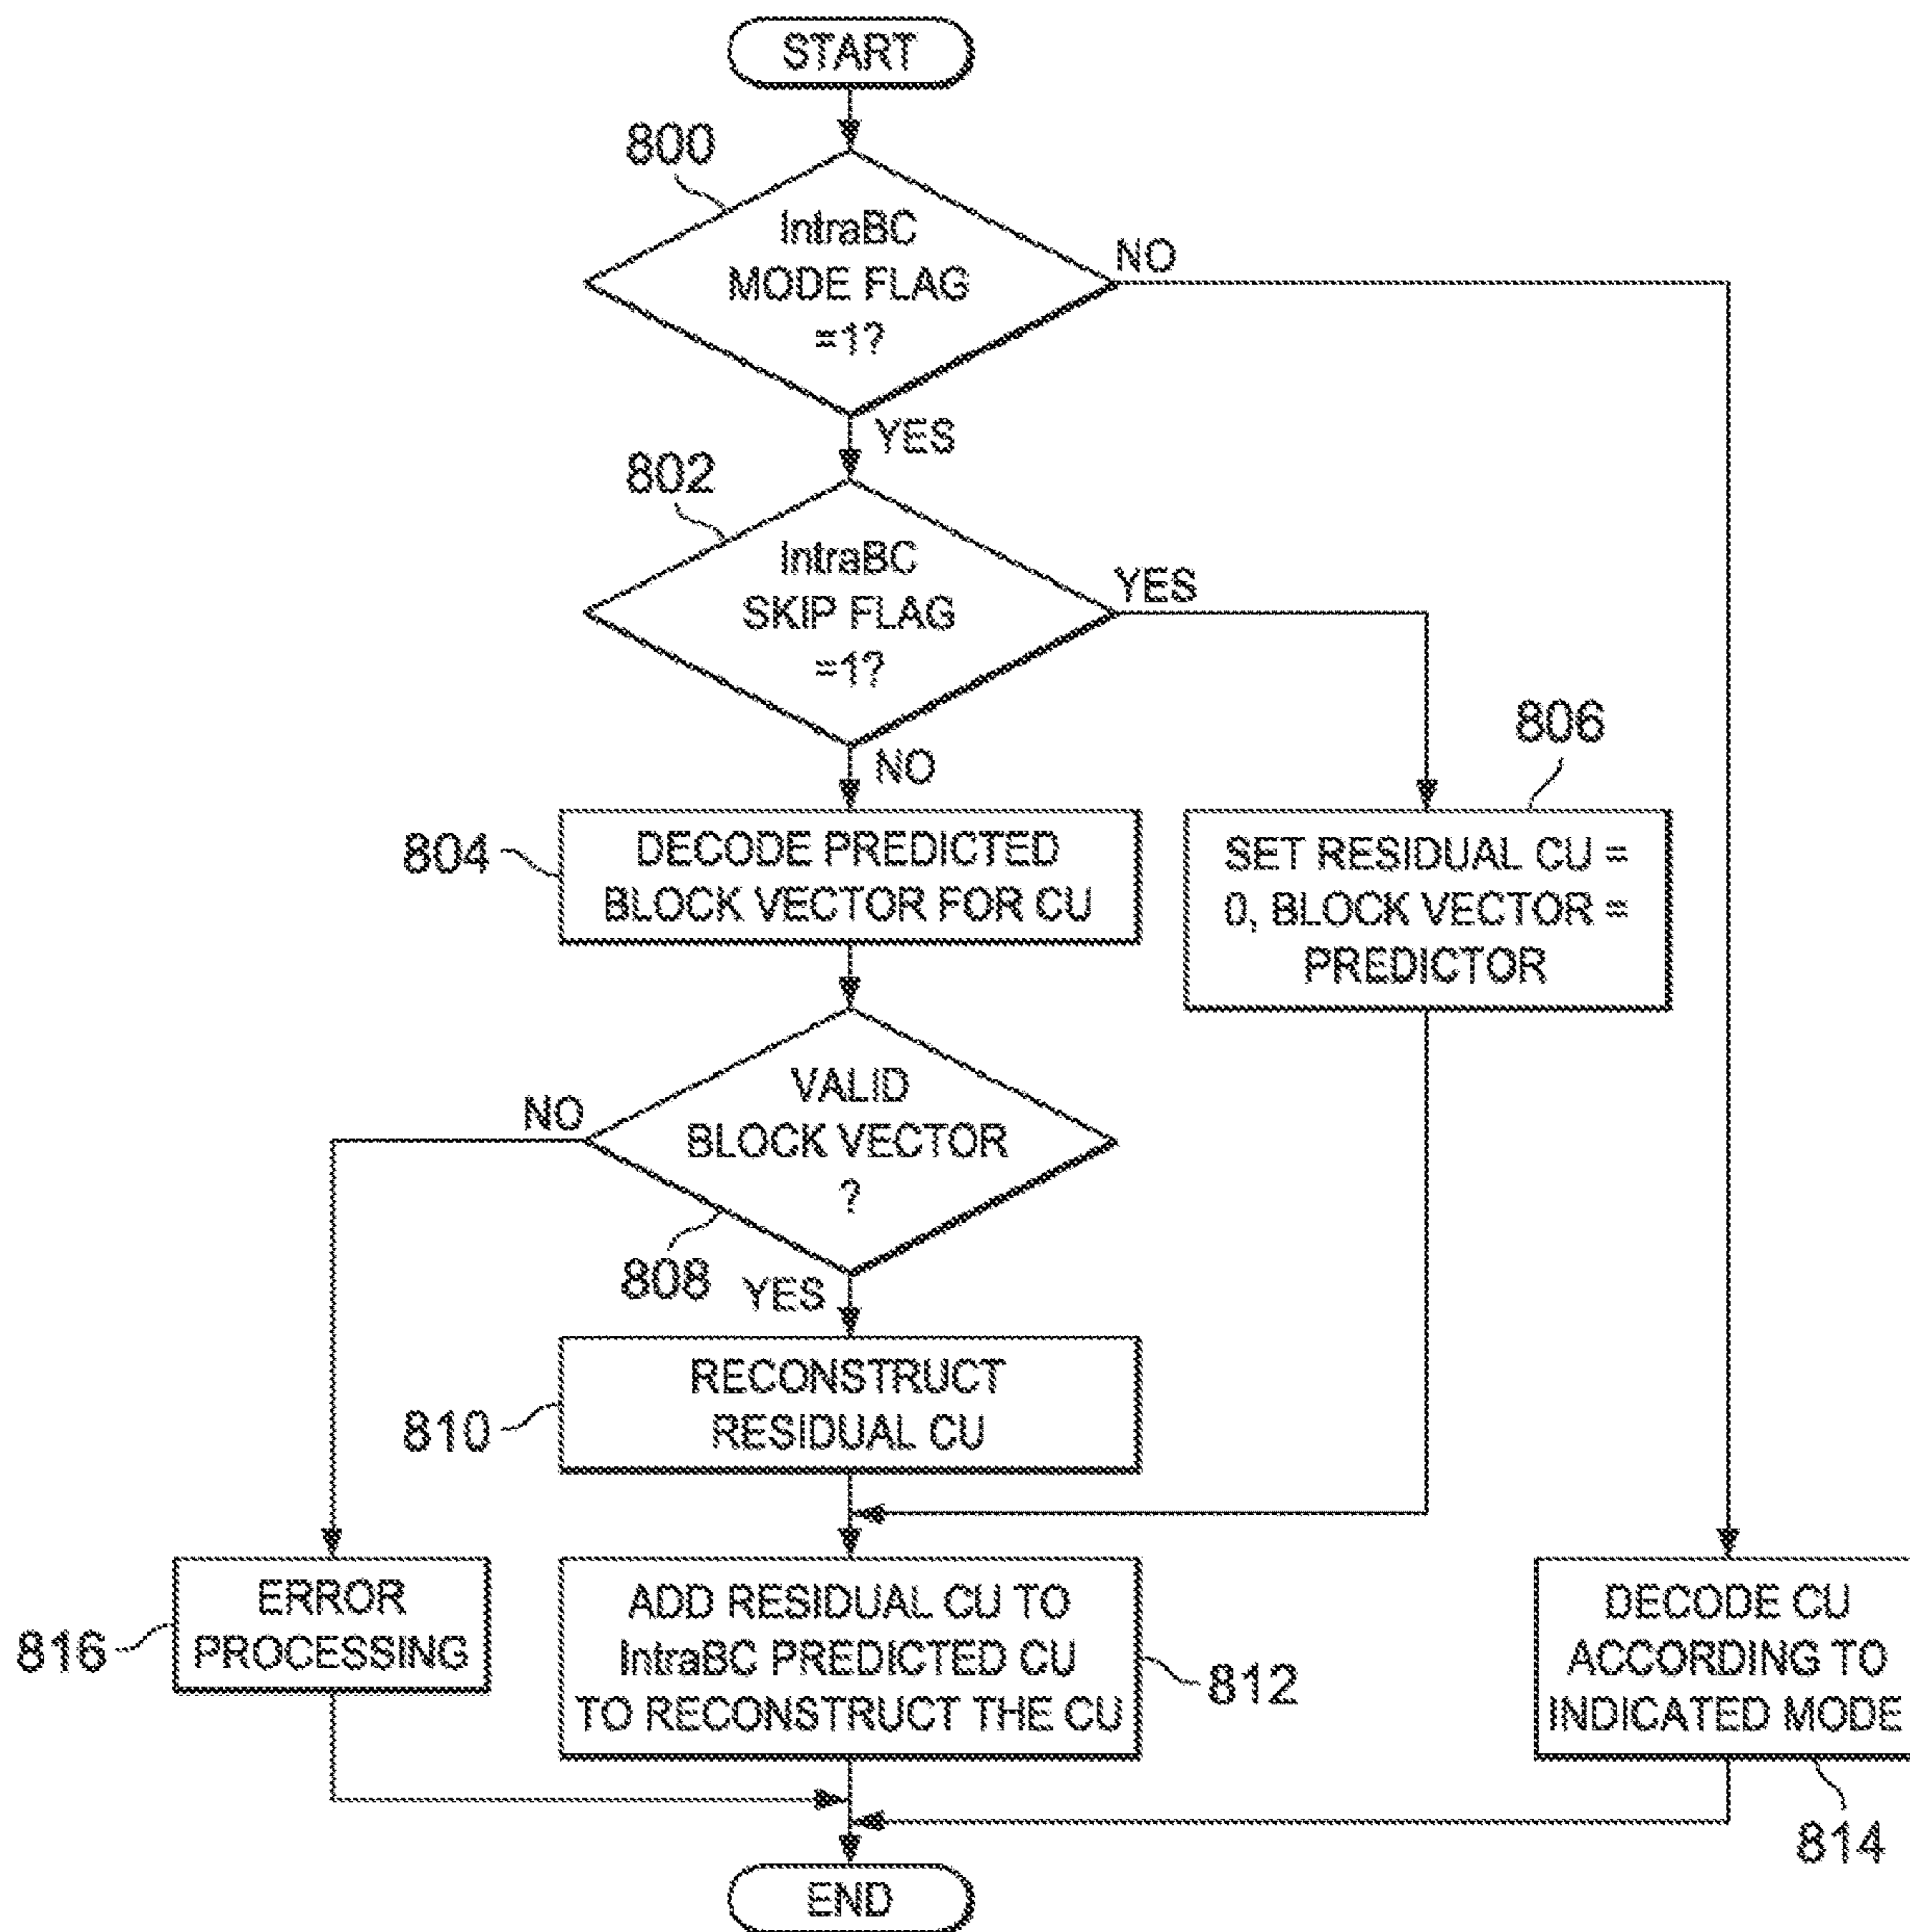 START
800
IntraBC
MODE FLAG
=1?
NO
YES
802
IntraBC
SKIP FLAG
=1?
YES
NO
806
804
DECODE PREDICTED
BLOCK VECTOR FOR CU
SET RESIDUAL CU =
0, BLOCK VECTOR =
PREDICTOR
VALID
BLOCK VECTOR
?
NO
808
YES
810
RECONSTRUCT
RESIDUAL CU
816
ERROR
PROCESSING
ADD RESIDUAL CU TO
IntraBC PREDICTED CU
TO RECONSTRUCT THE CU
812
DECODE CU
ACCORDING TO
INDICATED MODE
814
END